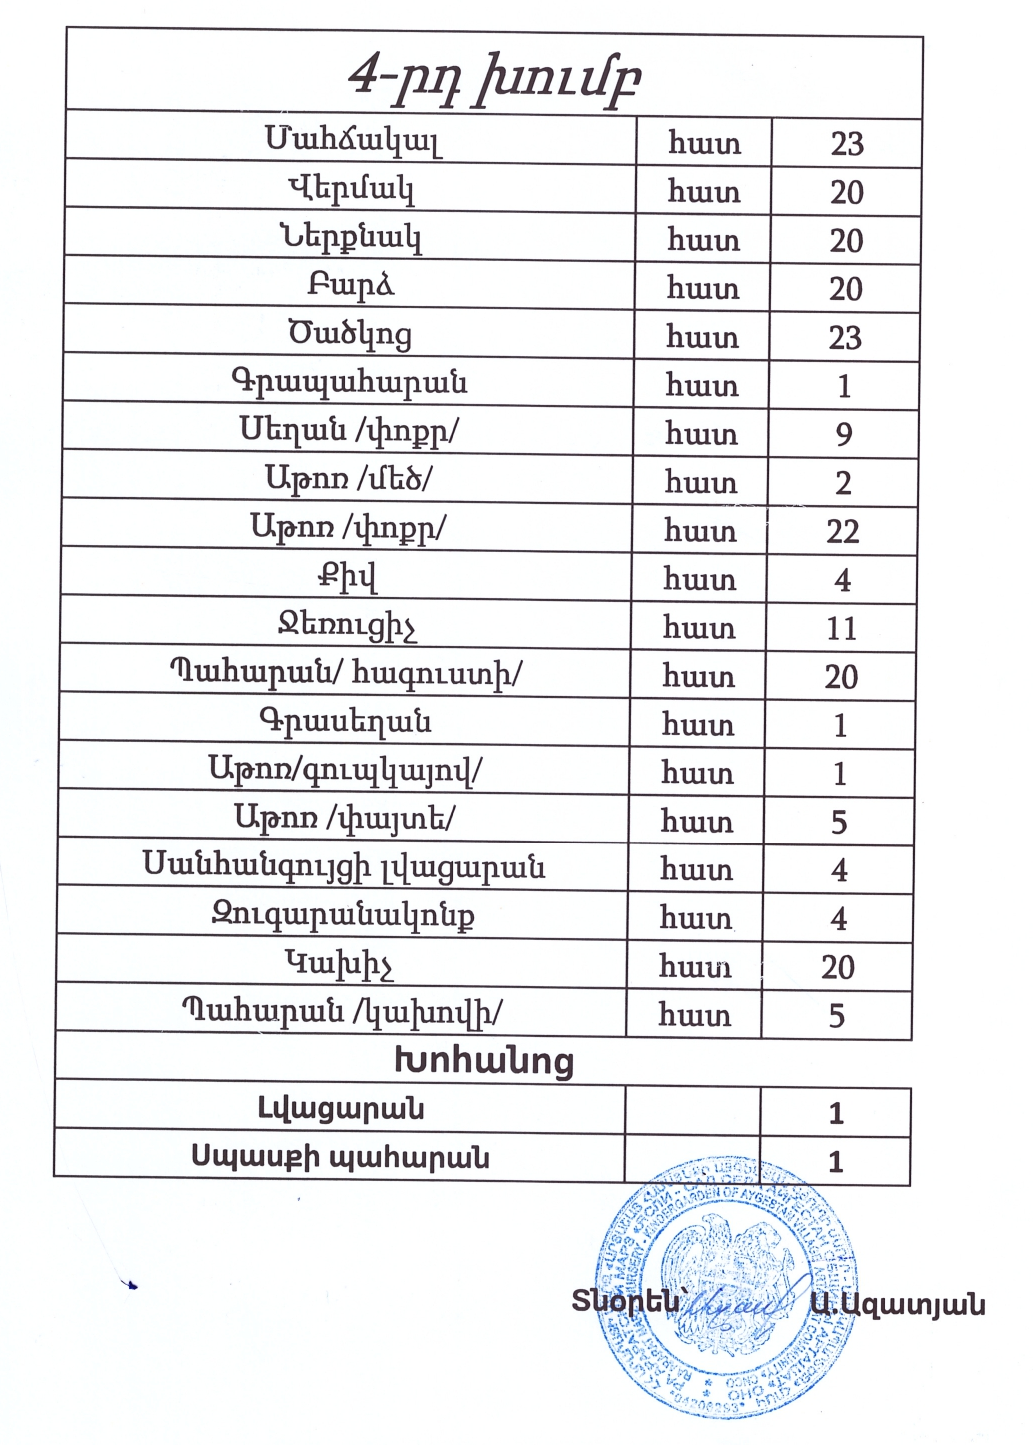 4-րդ խումբ
Մահճակալ հատ 23
Վերմակ հատ 20
Ներքնակ հատ 20
Բարձ հատ 20
Ծածկոց հատ 23
Գրապահարան հատ 1
Սեղան /փոքր/ հատ 9
Աթոռ /մեծ/ հատ 2
Աթոռ /փոքր/ հատ 22
Քիվ հատ 4
Ջեռուցիչ հատ 11
Պահարան/ հագուստի/ հատ 20
Գրասեղան հատ 1
Աթոռ/գուպկայով/ հատ 1
Աթոռ /փայտե/ հատ 5
Սանհանգույցի լվացարան հատ 4
Զուգարանակոնք հատ 4
Կախիչ հատ 20
Պահարան /կախովի/ հատ 5
Խոհանոց
Լվացարան 1
Սպասքի պահարան 1
Տնօրեն՝ Ա.Ազատյան